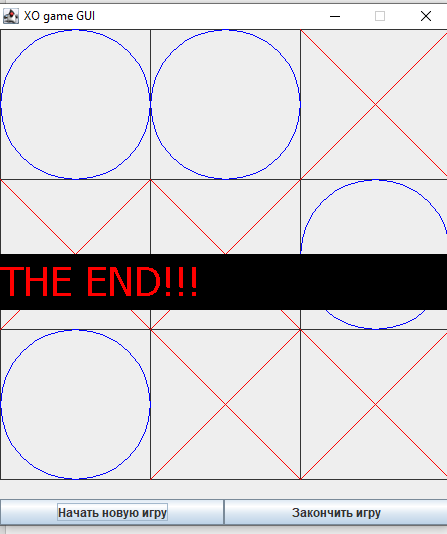 XO game GUI
THE END!!!
Начать новую игру
Закончить игру